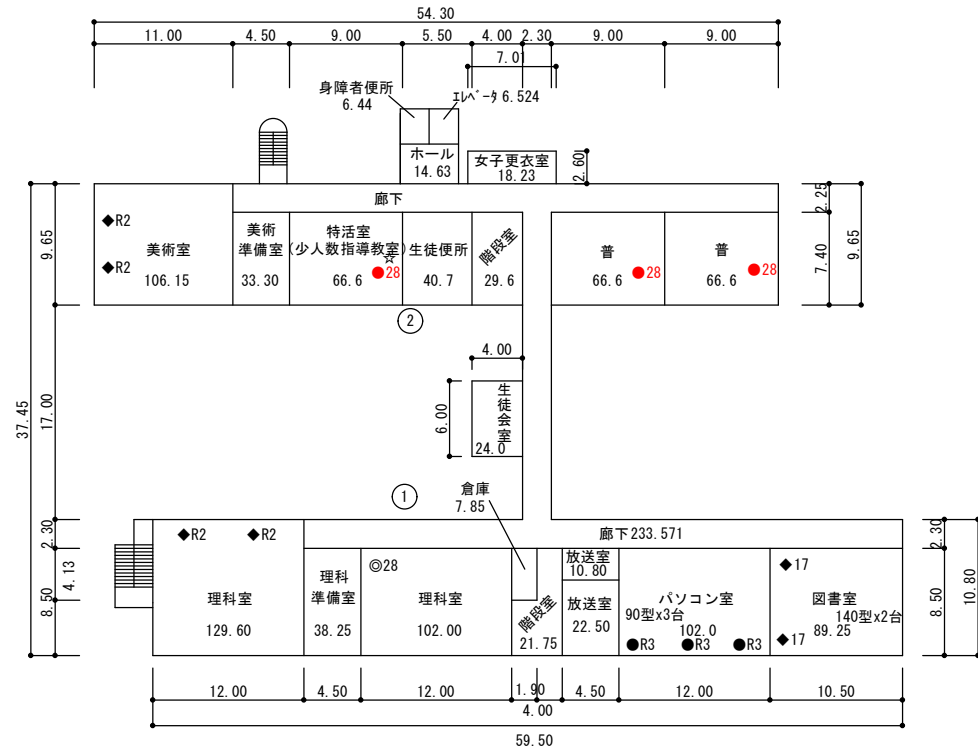 54.30
11.00 4.50 9.00 5.50 4.00 2.30 9.00 9.00
7.01
身障者便所
6.44
ｴﾚﾍﾞｰﾀ 6.524
ホール
14.63
女子更衣室
18.23
2.60
廊下
2.25
9.65
7.40
9.65
◆R2
◆R2
美術室
106.15
美術
準備室
33.30
特活室
(少人数指導教室)
☆
66.6
●28
生徒便所
40.7
階段室
29.6
普
66.6
●28
普
66.6
●28
②
4.00
6.00
生徒会室
24.0
37.45
17.00
①
倉庫
7.85
廊下233.571
2.30
8.50
4.13
2.30
8.50
10.80
◆R2
◆R2
理科室
129.60
理科
準備室
38.25
◎28
理科室
102.00
階段室
21.75
放送室
10.80
放送室
22.50
パソコン室
90型x3台
102.0
●R3 ●R3 ●R3
◆17
図書室
140型x2台
89.25
◆17
12.00 4.50 12.00 1.90 4.50 12.00 10.50
4.00
59.50